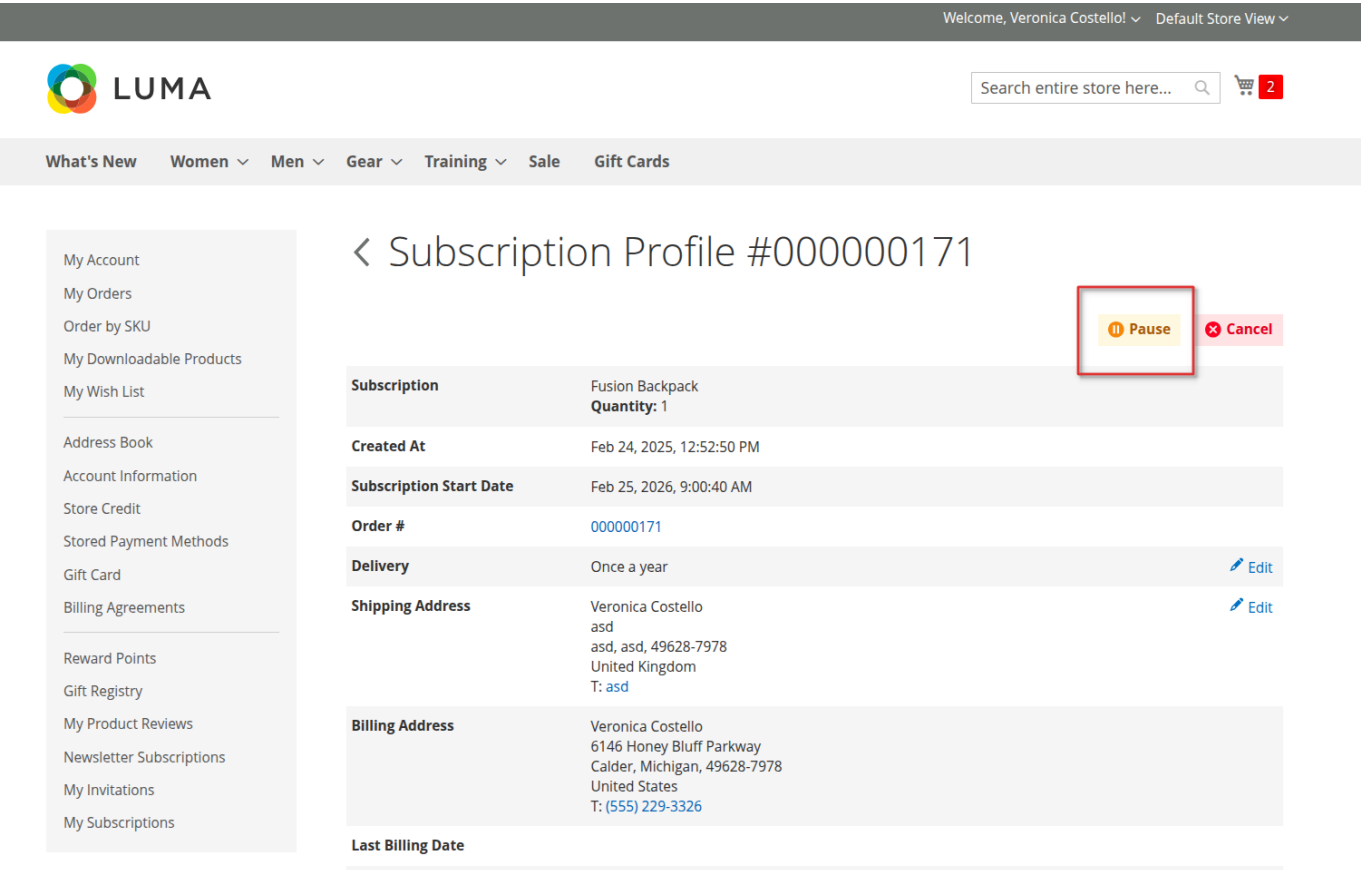 Welcome, Veronica Costello! Default Store View
LUMA
Search entire store here... 2
What's New Women Men Gear Training Sale Gift Cards
My Account
My Orders
Order by SKU
My Downloadable Products
My Wish List
Address Book
Account Information
Store Credit
Stored Payment Methods
Gift Card
Billing Agreements
Reward Points
Gift Registry
My Product Reviews
Newsletter Subscriptions
My Invitations
My Subscriptions
Subscription Profile #000000171
Pause Cancel
Subscription Fusion Backpack
Quantity: 1
Created At Feb 24, 2025, 12:52:50 PM
Subscription Start Date Feb 25, 2026, 9:00:40 AM
Order # 000000171
Delivery Once a year Edit
Shipping Address Veronica Costello Edit
asd
asd, asd, 49628-7978
United Kingdom
T: asd
Billing Address Veronica Costello
6146 Honey Bluff Parkway
Calder, Michigan, 49628-7978
United States
T: (555) 229-3326
Last Billing Date